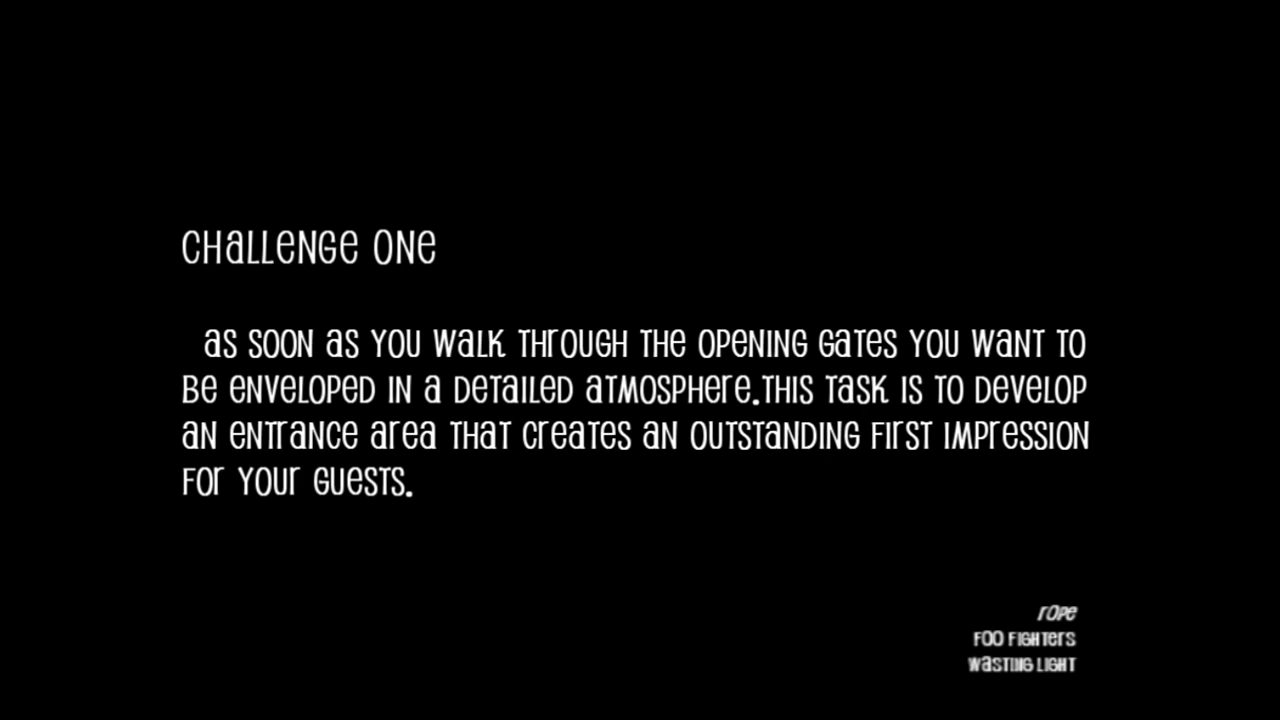 CHALLENGE ONE
AS SOON AS YOU WALK THROUGH THE OPENING GATES YOU WANT TO
BE ENVELOPED IN A DETAILED ATMOSPHERE.THIS TASK IS TO DEVELOP
AN ENTRANCE AREA THAT CREATES AN OUTSTANDING FIRST IMPRESSION
FOR YOUR GUESTS.
ROPE
FOO FIGHTERS
WASTING LIGHT